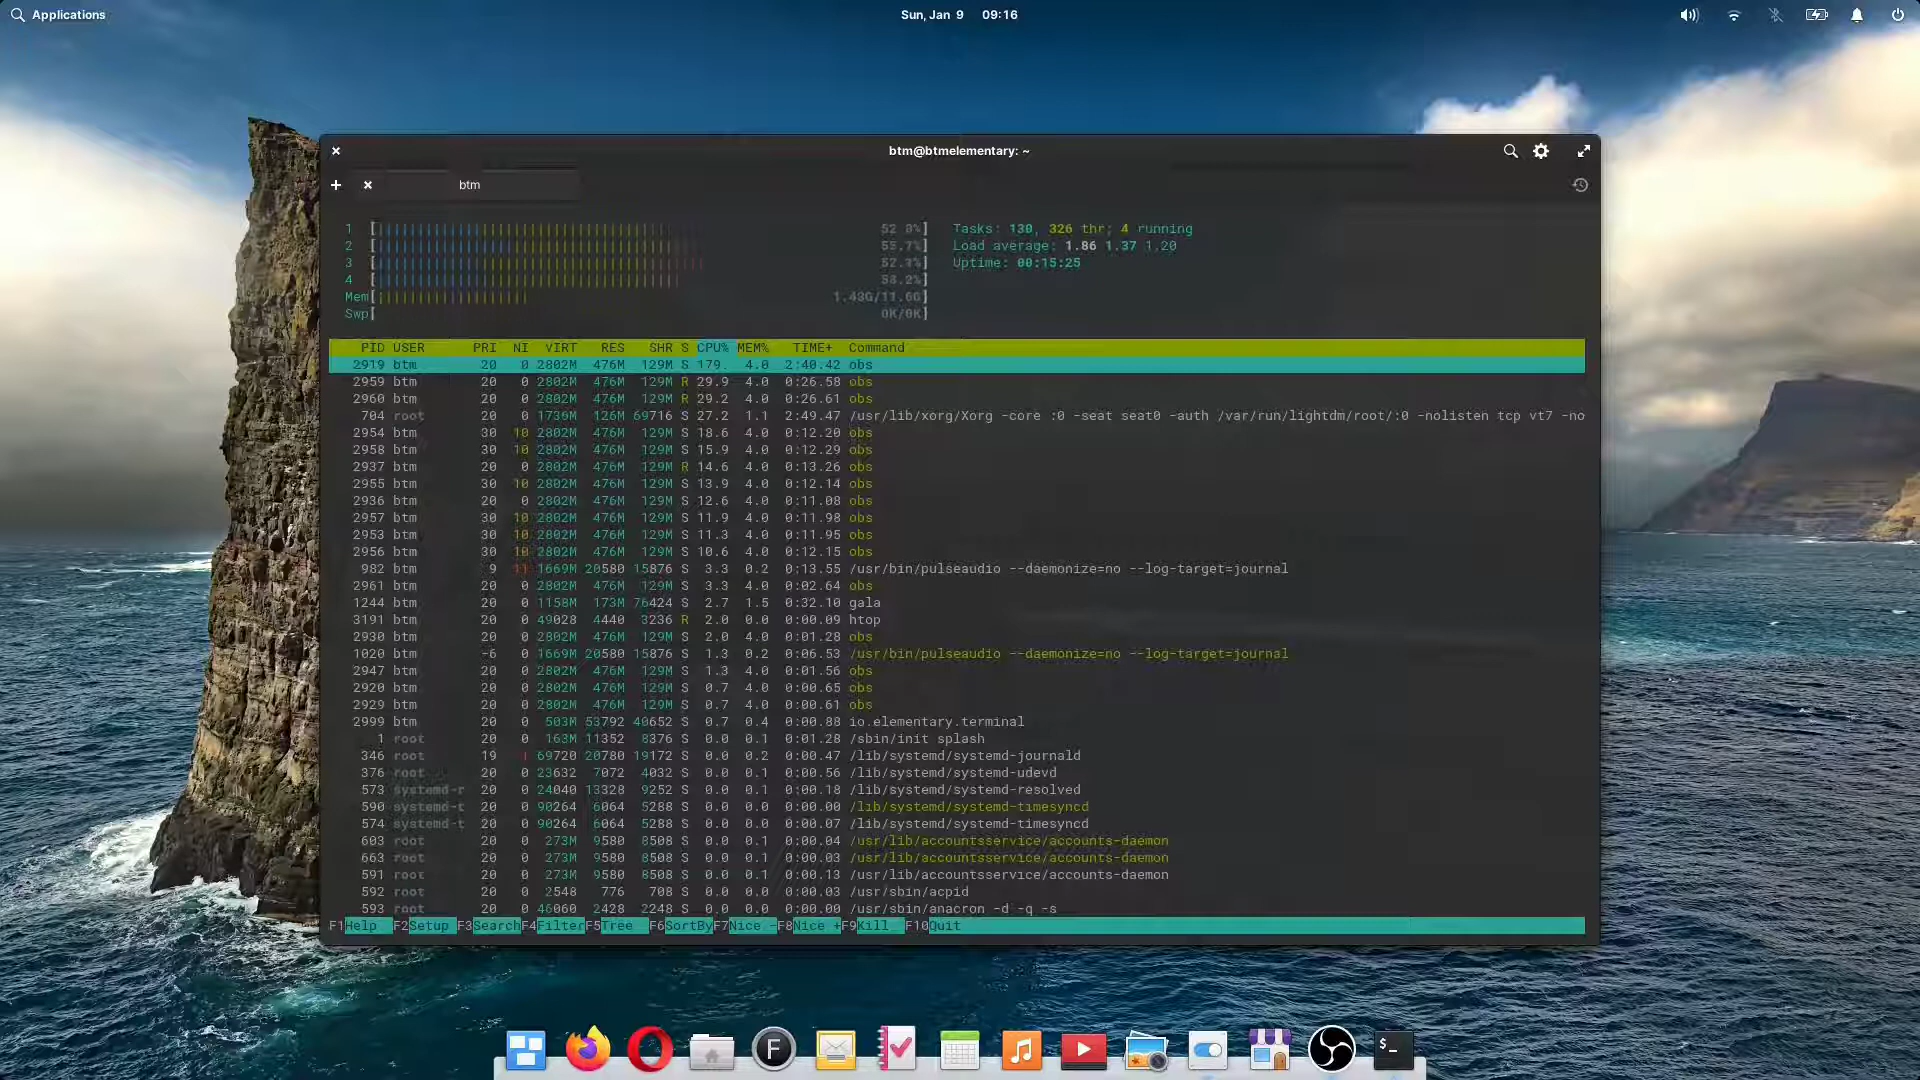 Applications
Sun, Jan 9 09:16
btm@btmelementary: ~
btm
1 [ 52.0%] Tasks: 130, 326 thr; 4 running
2 [ 55.7%] Load average: 1.86 1.37 1.20
3 [ 52.3%] Uptime: 00:15:25
4 [ 54.2%]
Mem[ 1.43G/11.6G]
Swp[ 0K/0K]
PID USER PRI NI VIRT RES SHR S CPU% MEM% TIME+ Command
2919 btm 20 0 2802M 476M 129M S 179. 4.0 2:40.42 obs
2959 btm 20 0 2802M 476M 129M R 29.9 4.0 0:26.58 obs
2960 btm 20 0 2802M 476M 129M R 29.2 4.0 0:26.61 obs
704 root 20 0 1736M 126M 69716 S 27.2 1.1 2:49.47 /usr/lib/xorg/Xorg -core :0 -seat seat0 -auth /var/run/lightdm/root/:0 -nolisten tcp vt7 -no
2954 btm 30 10 2802M 476M 129M S 18.6 4.0 0:12.20 obs
2958 btm 30 10 2802M 476M 129M S 15.9 4.0 0:12.29 obs
2937 btm 20 0 2802M 476M 129M R 14.6 4.0 0:13.26 obs
2955 btm 30 10 2802M 476M 129M S 13.9 4.0 0:12.14 obs
2936 btm 20 0 2802M 476M 129M S 12.6 4.0 0:11.08 obs
2957 btm 30 10 2802M 476M 129M S 11.9 4.0 0:11.98 obs
2953 btm 30 10 2802M 476M 129M S 11.3 4.0 0:11.95 obs
2956 btm 30 10 2802M 476M 129M S 10.6 4.0 0:12.15 obs
982 btm 9 1669M 20580 15876 S 3.3 0.2 0:13.55 /usr/bin/pulseaudio --daemonize=no --log-target=journal
2961 btm 20 0 2802M 476M 129M S 3.3 4.0 0:02.64 obs
1244 btm 20 0 1158M 173M 76424 S 2.7 1.5 0:32.10 gala
3191 btm 20 0 49028 4440 3236 R 2.0 0.0 0:00.09 htop
2930 btm 20 0 2802M 476M 129M S 2.0 4.0 0:01.28 obs
1020 btm -6 0 1669M 20580 15876 S 1.3 0.2 0:06.53 /usr/bin/pulseaudio --daemonize=no --log-target=journal
2947 btm 20 0 2802M 476M 129M S 1.3 4.0 0:01.56 obs
2920 btm 20 0 2802M 476M 129M S 0.7 4.0 0:00.65 obs
2929 btm 20 0 2802M 476M 129M S 0.7 4.0 0:00.61 obs
2999 btm 20 0 503M 53792 40652 S 0.7 0.4 0:00.88 io.elementary.terminal
1 root 20 0 163M 11352 8376 S 0.0 0.1 0:01.28 /sbin/init splash
346 root 19 69720 20780 19172 S 0.0 0.2 0:00.47 /lib/systemd/systemd-journald
376 root 20 0 23632 7072 4032 S 0.0 0.1 0:00.56 /lib/systemd/systemd-udevd
573 systemd-r 20 0 24040 13328 9252 S 0.0 0.1 0:00.18 /lib/systemd/systemd-resolved
590 systemd-t 20 0 90264 6064 5288 S 0.0 0.0 0:00.00 /lib/systemd/systemd-timesyncd
574 systemd-t 20 0 90264 6064 5288 S 0.0 0.0 0:00.07 /lib/systemd/systemd-timesyncd
603 root 20 0 273M 9580 8508 S 0.0 0.1 0:00.04 /usr/lib/accountsservice/accounts-daemon
663 root 20 0 273M 9580 8508 S 0.0 0.1 0:00.03 /usr/lib/accountsservice/accounts-daemon
591 root 20 0 273M 9580 8508 S 0.0 0.1 0:00.13 /usr/lib/accountsservice/accounts-daemon
592 root 20 0 2548 776 708 S 0.0 0.0 0:00.03 /usr/sbin/acpid
593 root 20 0 46060 2428 2248 S 0.0 0.0 0:00.00 /usr/sbin/anacron -d -q -s
F1Help F2Setup F3Search F4Filter F5Tree F6SortBy F7Nice - F8Nice + F9Kill F10Quit